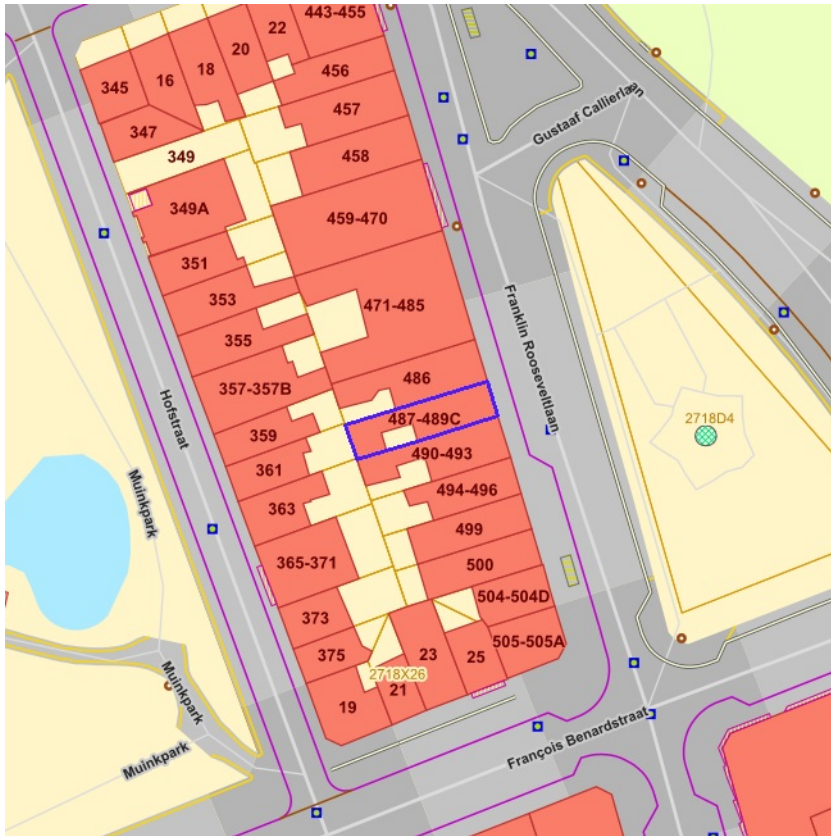 443-455
22
20
18
16
345
347
349
349A
351
353
355
357-357B
359
361
363
365-371
373
375
19
21
23
25
2718X26
456
457
458
459-470
471-485
486
487-489C
490-493
494-496
499
500
504-504D
505-505A
Gustaaf Callierlaan
Franklin Rooseveltlaan
2718D4
Hofstraat
Muinkpark
Muinkpark
Muinkpark
François Benardstraat